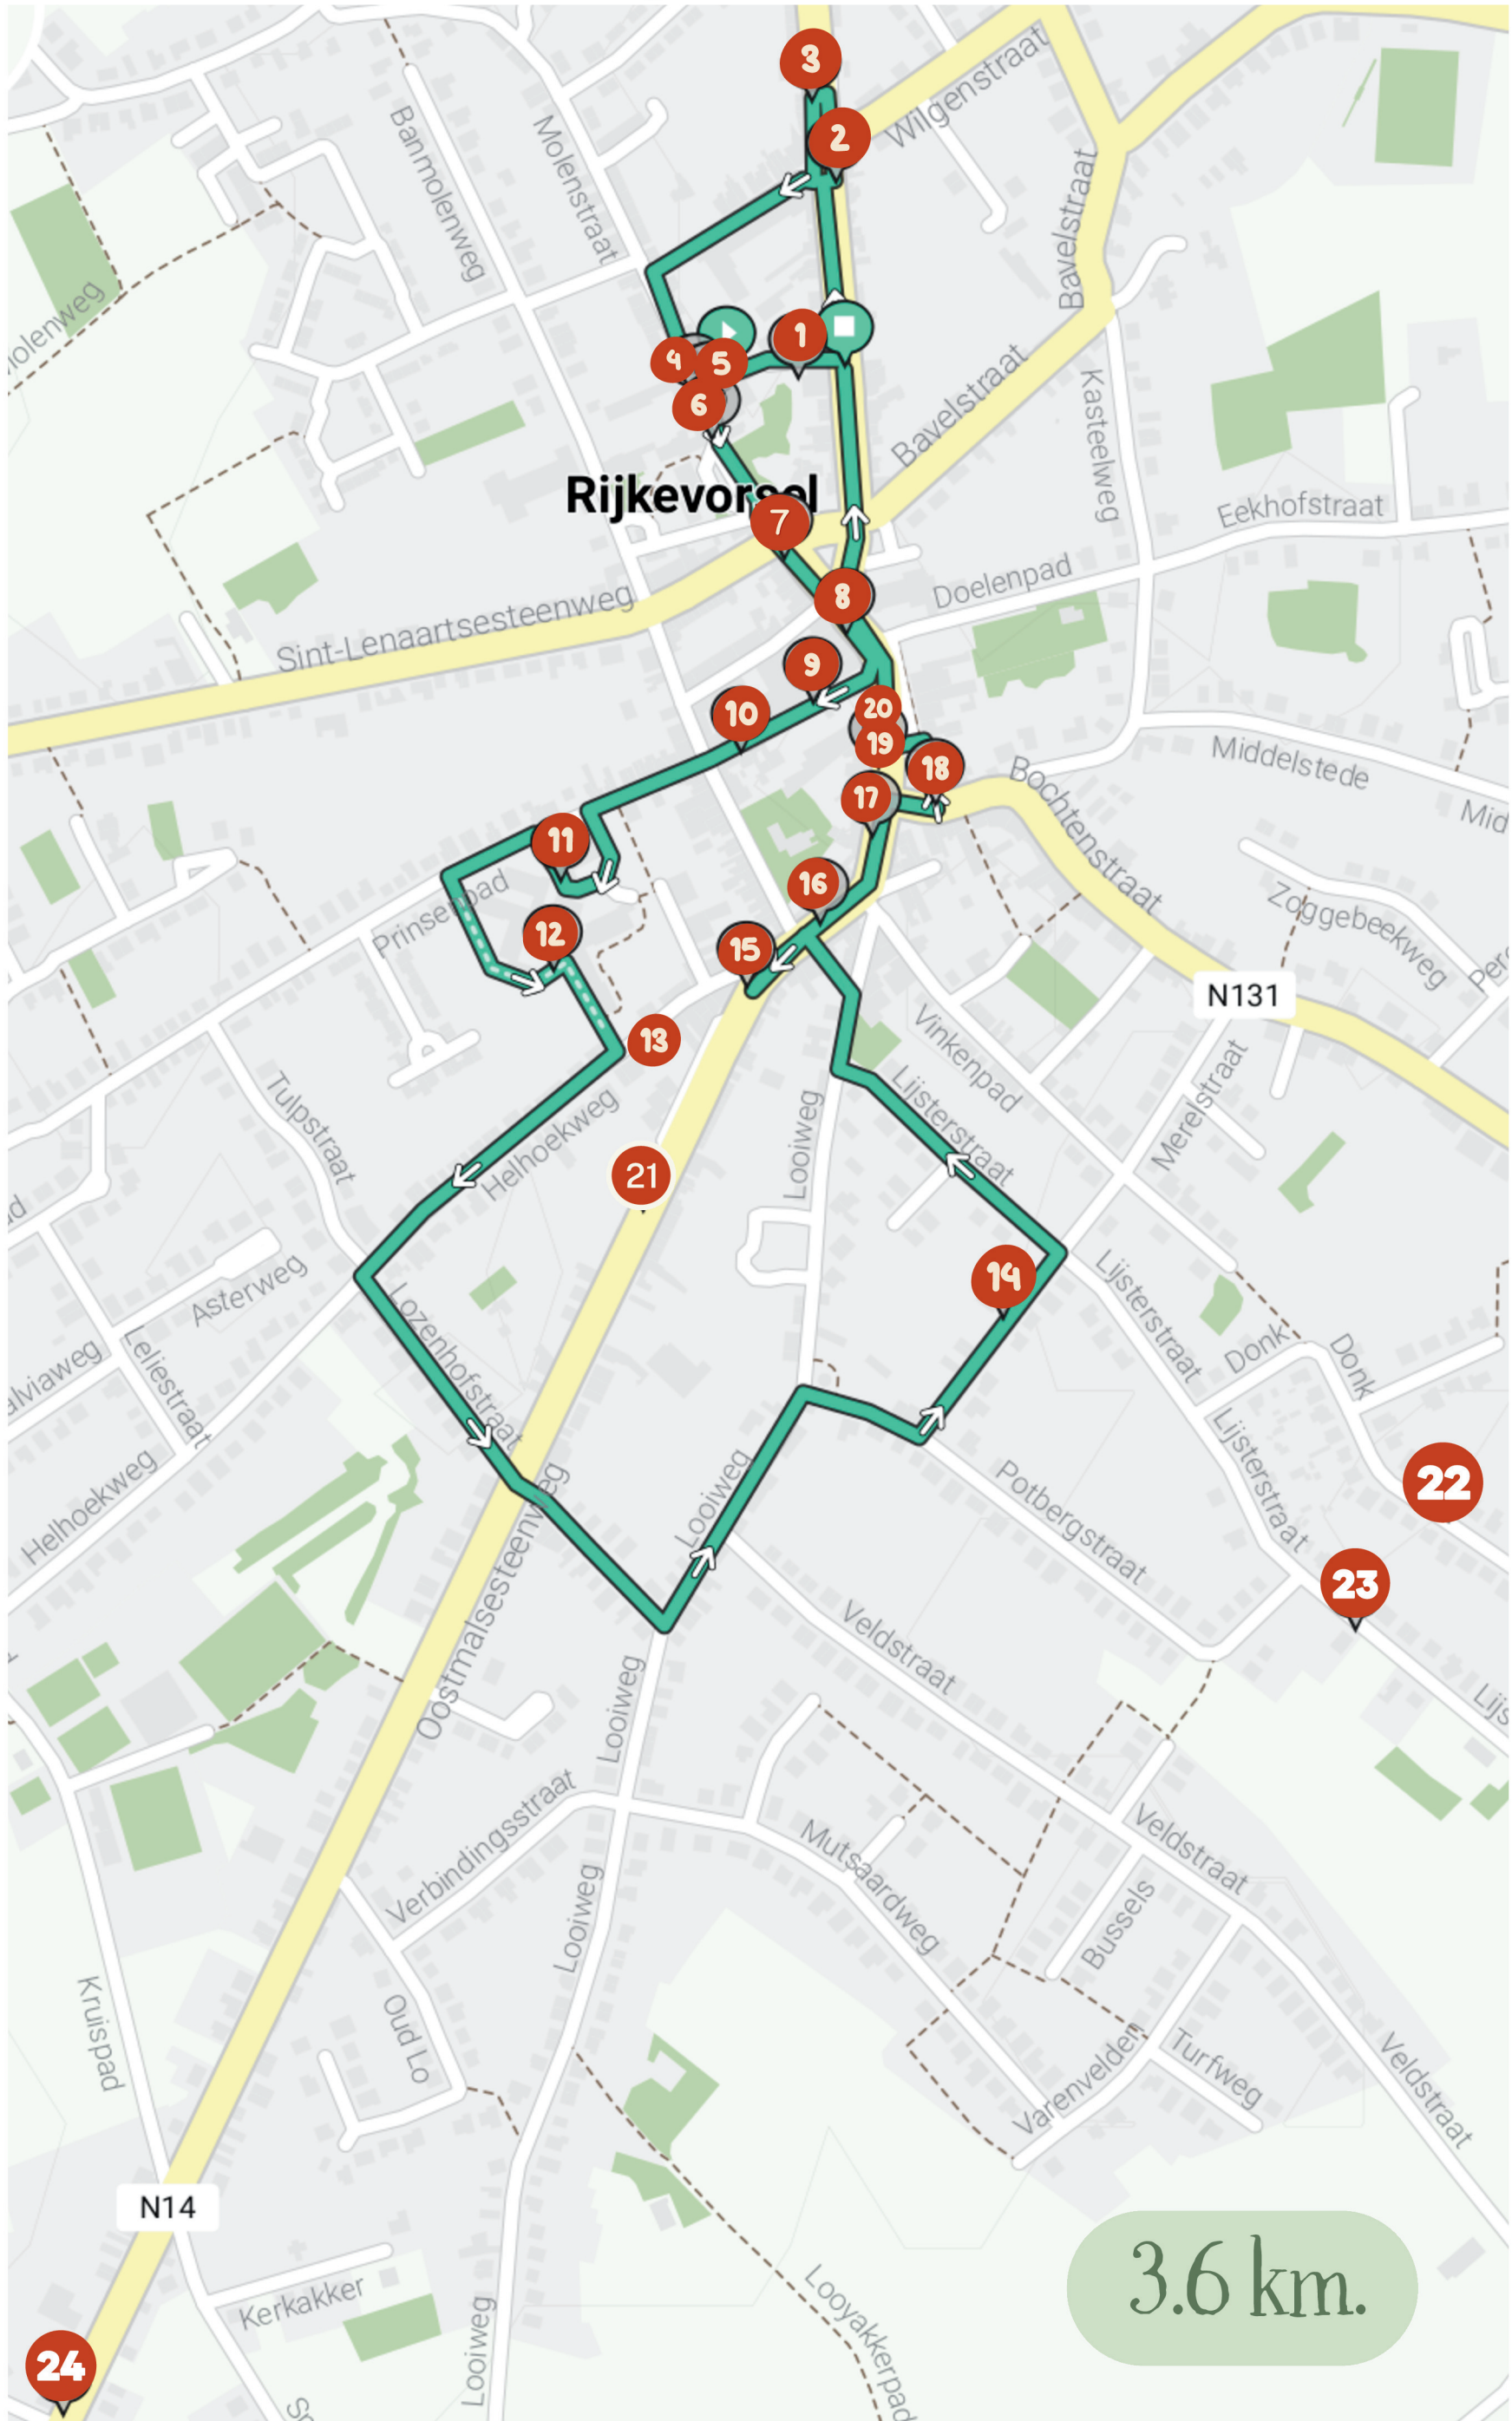 3
2
Wilgenstraat
Banmolenweg
Molenstraat
Bavelstraat
olenweg
1
4
5
6
Bavelstraat
Kasteelweg
Rijkevorsel
7
Eekhofstraat
Doelenpad
8
Sint-Lenaartsesteenweg
9
10
20
19
18
17
Middelstede
Mid
Bochtenstraat
11
Prinsenpad
16
Zoggebeekweg
Per
12
15
N131
13
Vinkenpad
Tulpstraat
Lijsterstraat
Merelstraat
Helhoekweg
Looiweg
21
ad
14
Asterweg
Lozenhofstraat
Lijsterstraat
Donk
Donk
alviaweg
Leliestraat
Helhoekweg
Looiweg
Lijsterstraat
22
Potbergstraat
23
Oostmalsesteenweg
Veldstraat
Looiweg
Lijs
Verbindingsstraat
Mutsaardweg
Veldstraat
Looiweg
Bussels
Kruispad
Oud Lo
Varenvelden
Turfweg
Veldstraat
N14
Kerkakker
3.6 km.
Looyakkerpad
Looiweg
24
Sp